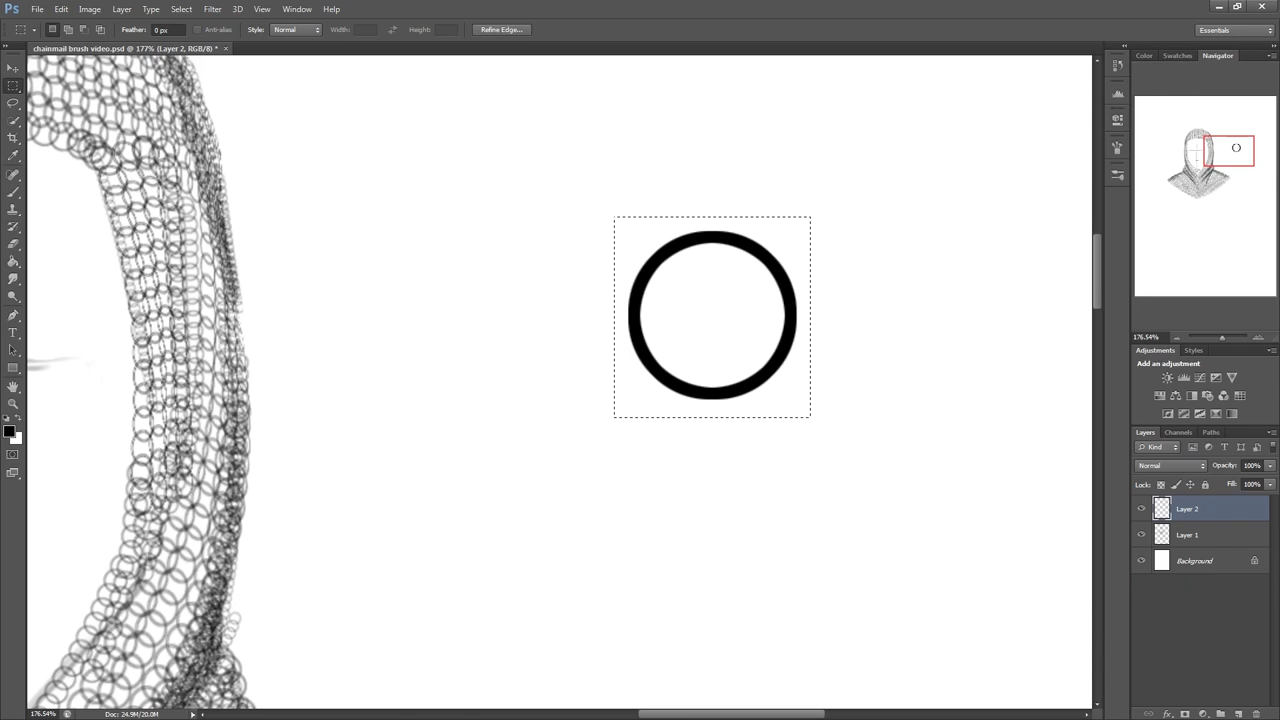 Ps File Edit Image Layer Type Select Filter 3D View Window Help
Feather: 0 px Anti-alias Style: Normal Width: Height: Refine Edge... Essentials
chainmail brush video.psd @ 177% (Layer 2, RGB/8) * ×
Color Swatches Navigator
176.54%
Adjustments Styles
Add an adjustment
Layers Channels Paths
Kind
Normal Opacity: 100%
Lock: Fill: 100%
Layer 2
Layer 1
Background
176.54% Doc: 24.9M/20.0M